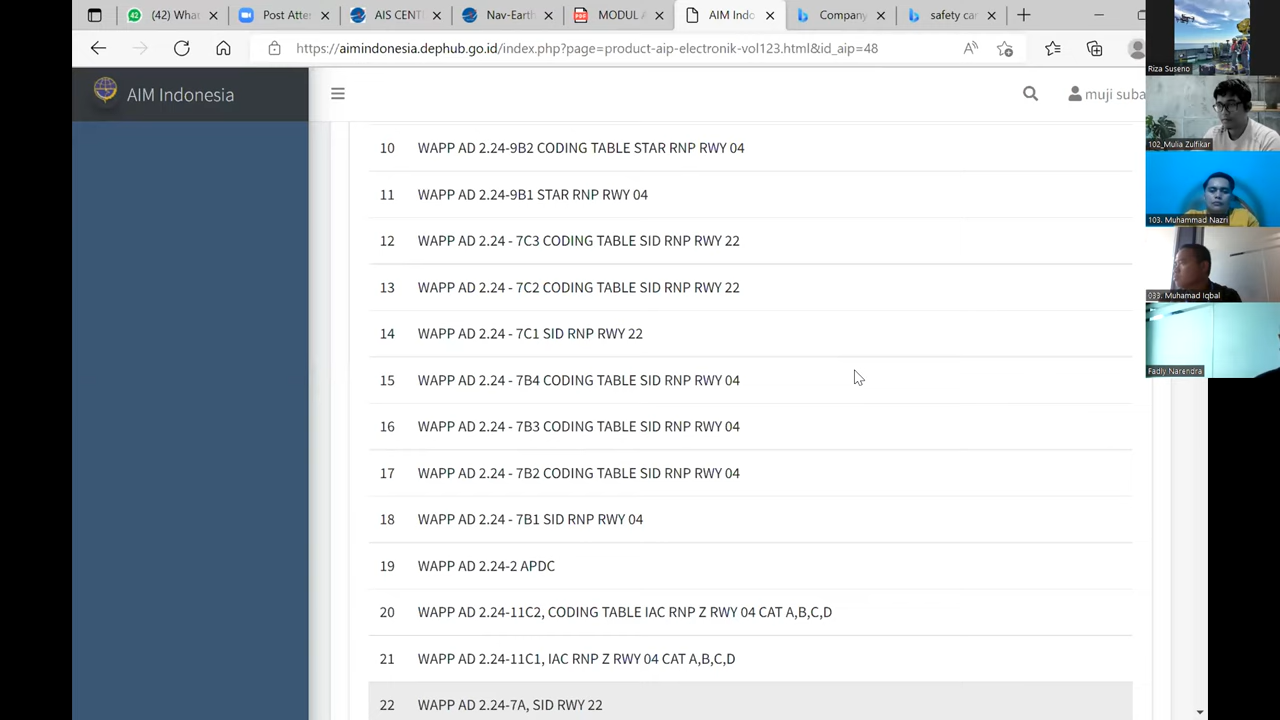 (42) Wha
Post Atte
AIS CENT
Nav-Earth
MODUL A
AIM Indo
Company
safety car
https://aimindonesia.dephub.go.id/index
?page=product-aip-electronik-vol123.html&id_aip=48
AIM Indonesia
muji suba
10 WAPP AD 2.24-9B2 CODING TABLE STAR RNP RWY 04
11 WAPP AD 2.24-9B1 STAR RNP RWY 04
12 WAPP AD 2.24 - 7C3 CODING TABLE SID RNP RWY 22
13 WAPP AD 2.24 - 7C2 CODING TABLE SID RNP RWY 22
14 WAPP AD 2.24 - 7C1 SID RNP RWY 22
15 WAPP AD 2.24 - 7B4 CODING TABLE SID RNP RWY 04
16 WAPP AD 2.24 - 7B3 CODING TABLE SID RNP RWY 04
17 WAPP AD 2.24 - 7B2 CODING TABLE SID RNP RWY 04
18 WAPP AD 2.24 - 7B1 SID RNP RWY 04
19 WAPP AD 2.24-2 APDC
20 WAPP AD 2.24-11C2, CODING TABLE IAC RNP Z RWY 04 CAT A,B,C,D
21 WAPP AD 2.24-11C1, IAC RNP Z RWY 04 CAT A,B,C,D
22 WAPP AD 2.24-7A, SID RWY 22
Riza Suseno
102_Mulia Zulfikar
103. Muhammad Nazri
033. Muhamad Iqbal
Fadly Narendra